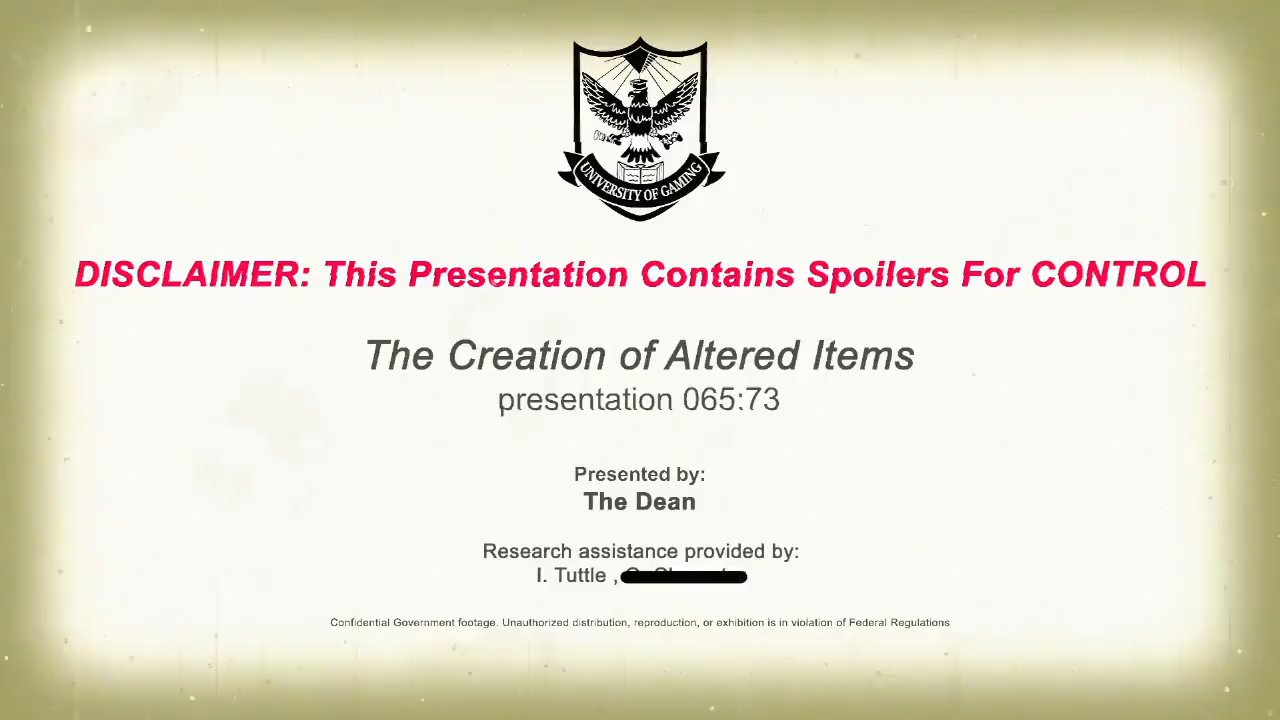 UNIVERSITY OF GAMING
DISCLAIMER: This Presentation Contains Spoilers For CONTROL
The Creation of Altered Items
presentation 065:73
Presented by:
The Dean
Research assistance provided by:
I. Tuttle ,
Confidential Government footage. Unauthorized distribution, reproduction, or exhibition is in violation of Federal Regulations